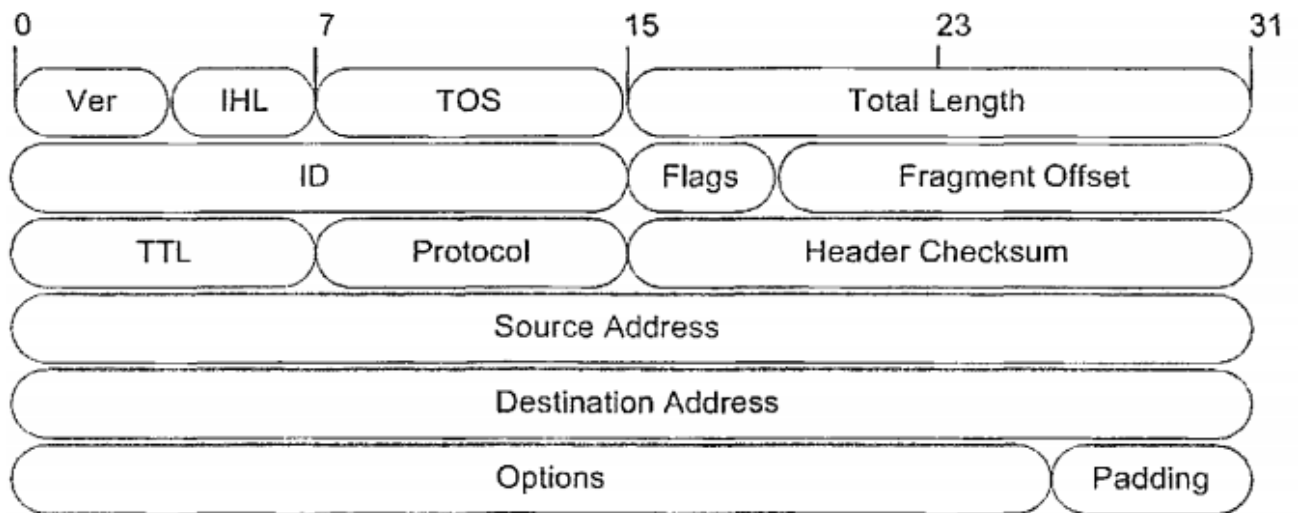 0 7 15 23 31
Ver IHL TOS Total Length
ID Flags Fragment Offset
TTL Protocol Header Checksum
Source Address
Destination Address
Options Padding